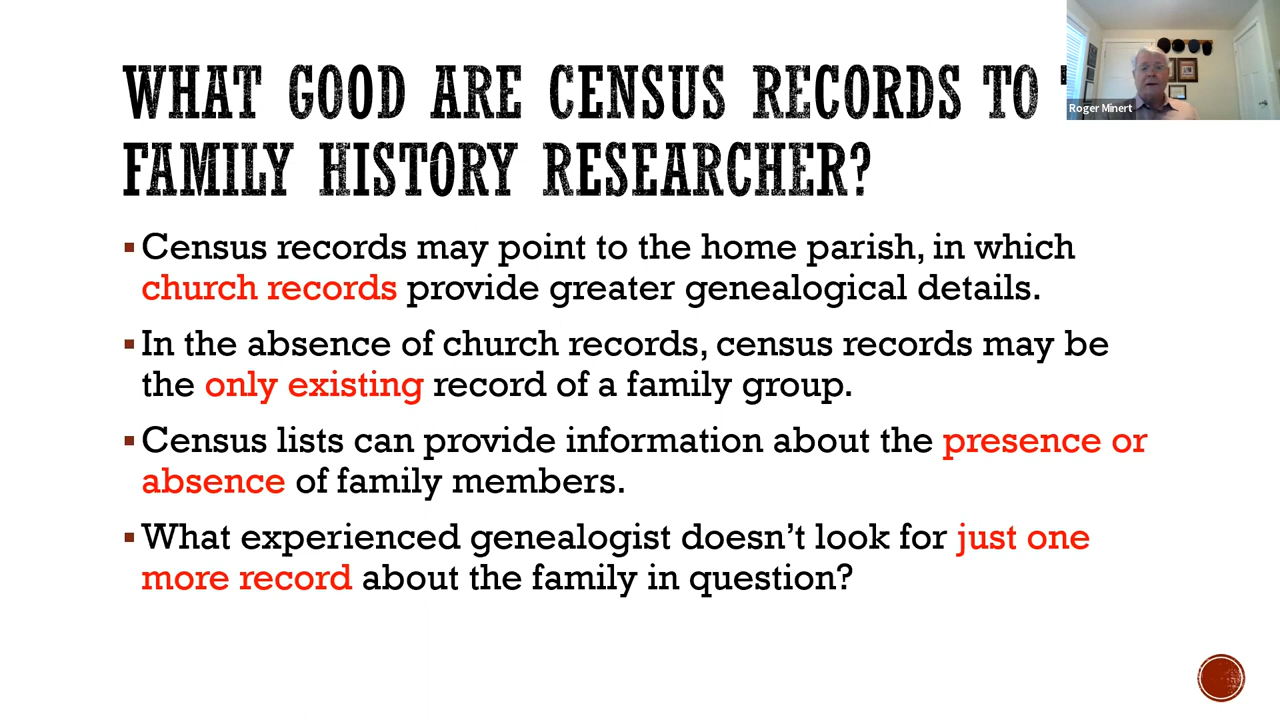 WHAT GOOD ARE CENSUS RECORDS TO
FAMILY HISTORY RESEARCHER?
Roger Minert
▪ Census records may point to the home parish, in which
church records provide greater genealogical details.
▪ In the absence of church records, census records may be
the only existing record of a family group.
▪ Census lists can provide information about the presence or
absence of family members.
▪ What experienced genealogist doesn’t look for just one
more record about the family in question?